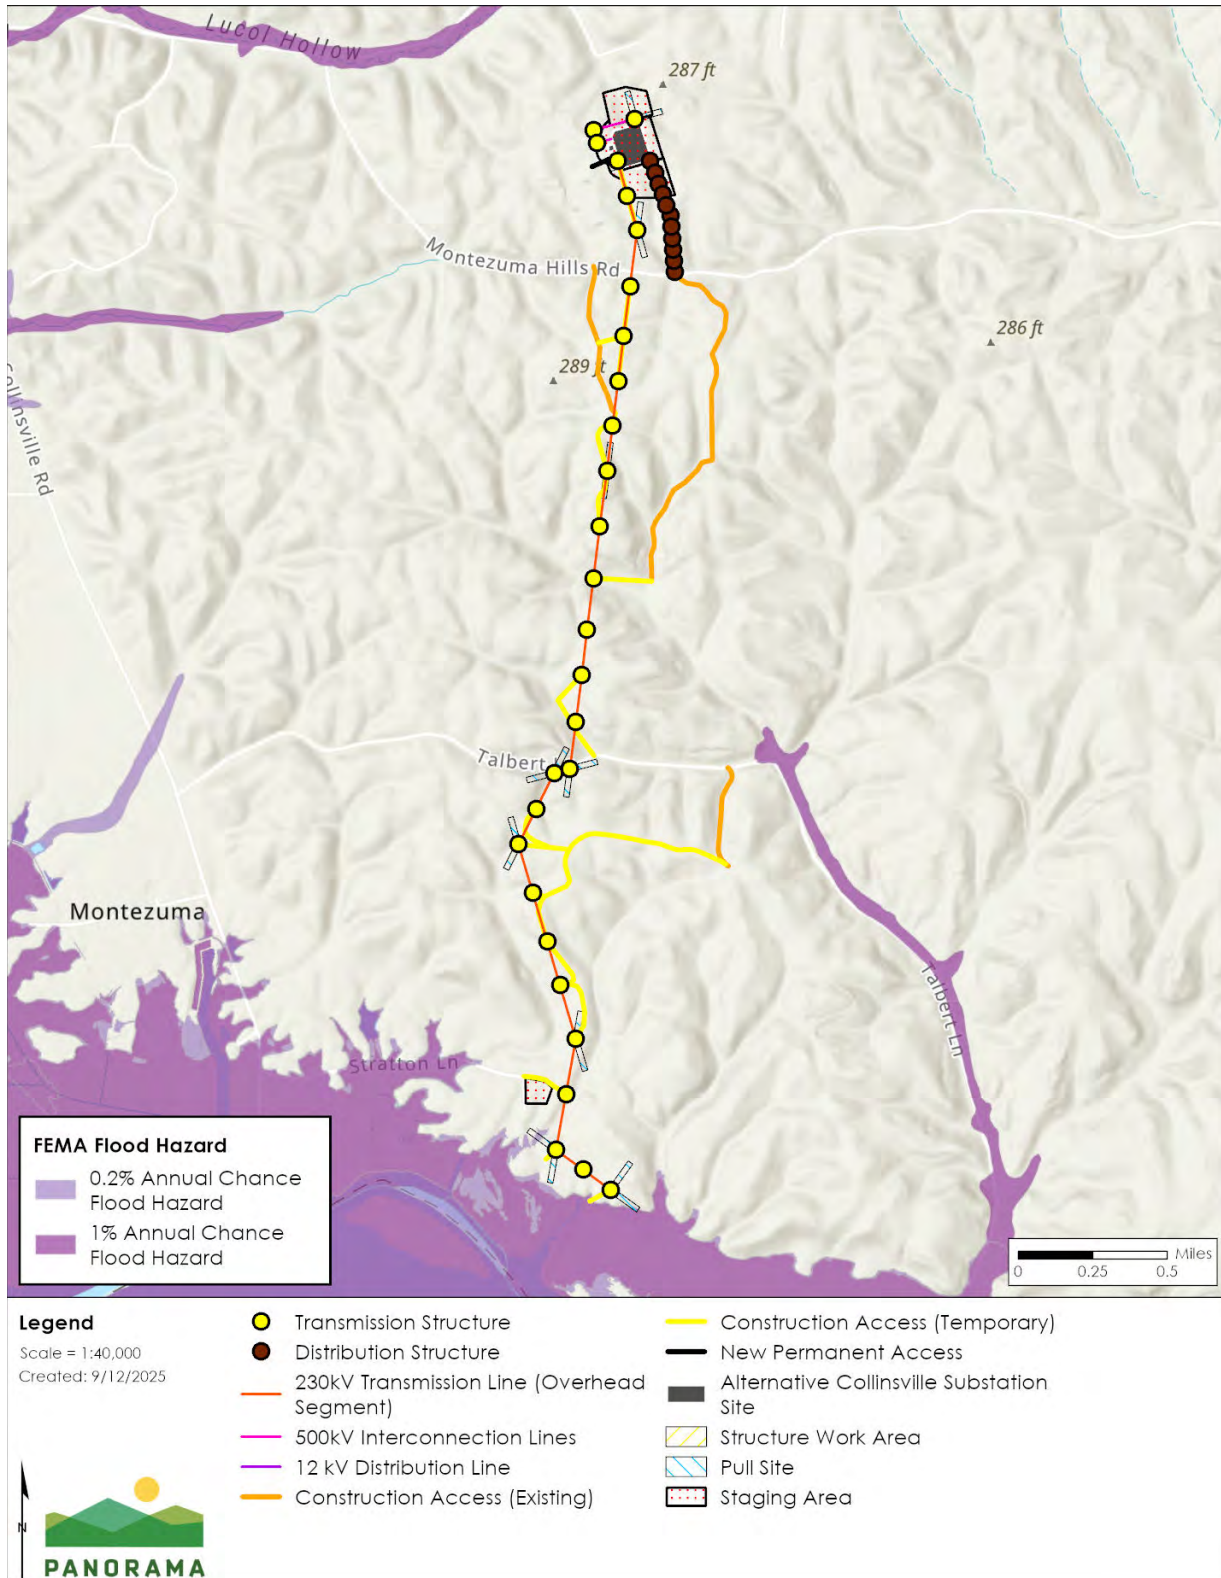 Lucol Hollow
287 ft
Montezuma Hills Rd
286 ft
289 ft
Collinsville Rd
Talbert
Montezuma
Talbert Ln
Stratton Ln
FEMA Flood Hazard
0.2% Annual Chance
Flood Hazard
1% Annual Chance
Flood Hazard
Miles
0 0.25 0.5
Legend
Scale = 1:40,000
Created: 9/12/2025
Transmission Structure
Distribution Structure
230kV Transmission Line (Overhead
Segment)
500kV Interconnection Lines
12 kV Distribution Line
Construction Access (Existing)
Construction Access (Temporary)
New Permanent Access
Alternative Collinsville Substation
Site
Structure Work Area
Pull Site
Staging Area
N
PANORAMA